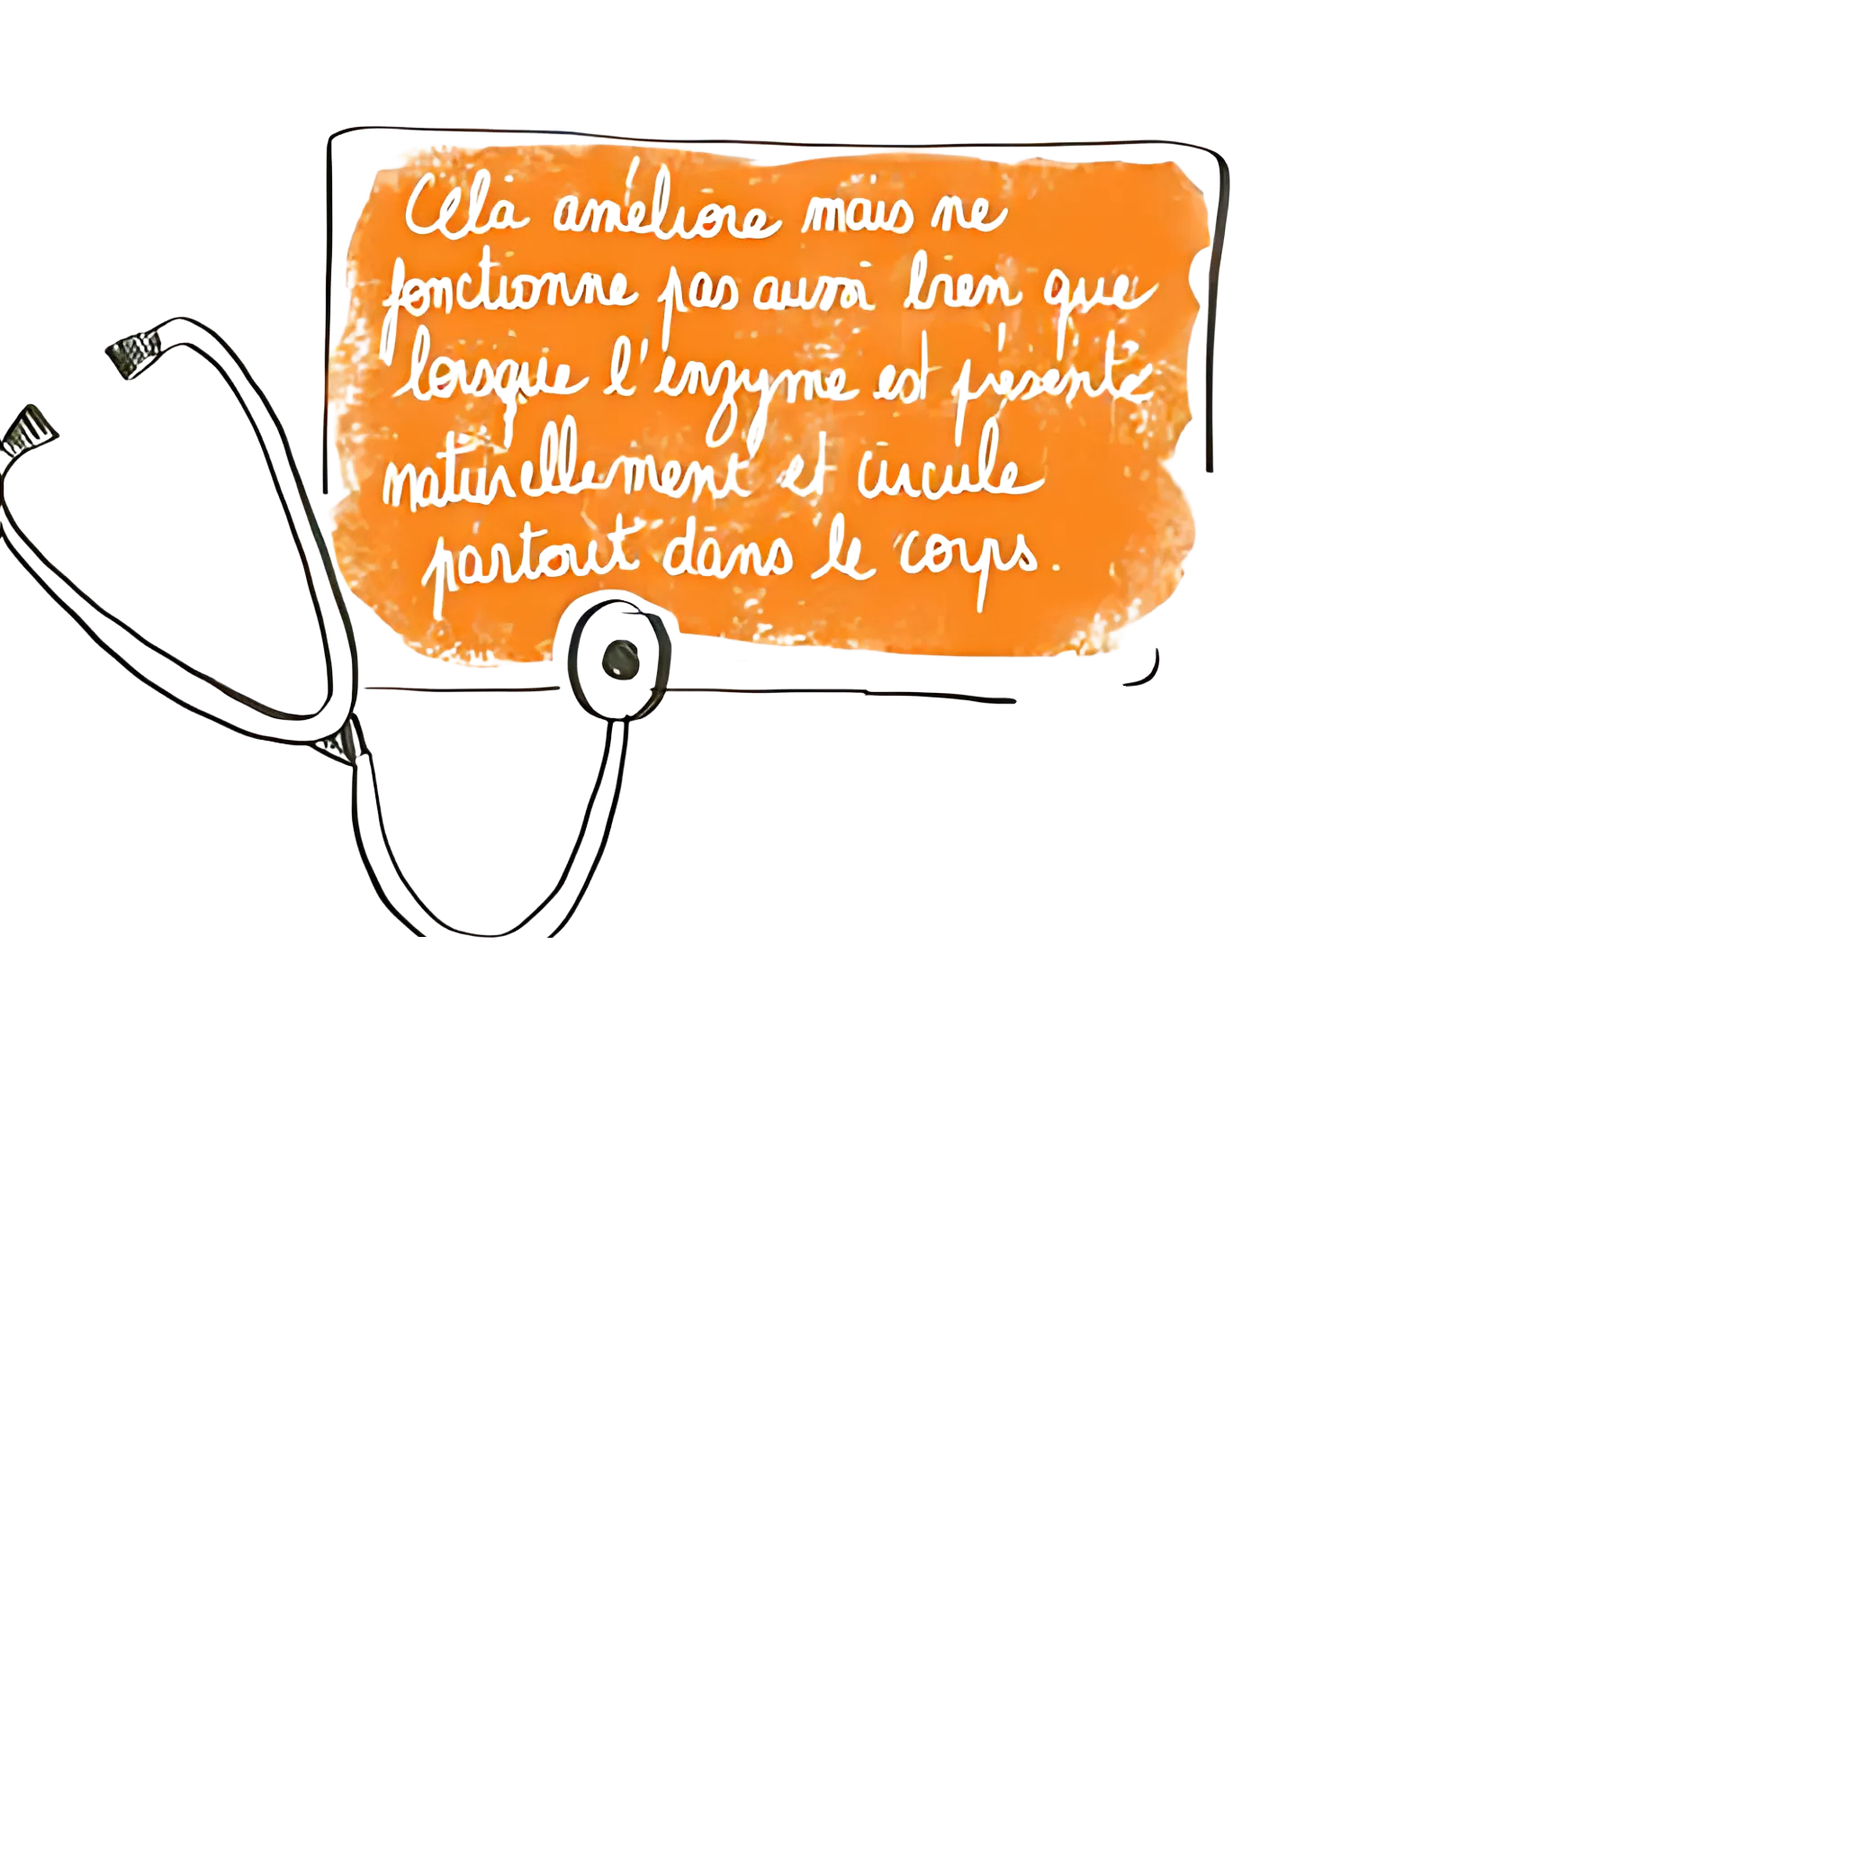 Cela améliore mais ne
fonctionne pas aussi bien que
lorsque l'enzyme est présente
naturellement et circule
partout dans le corps.